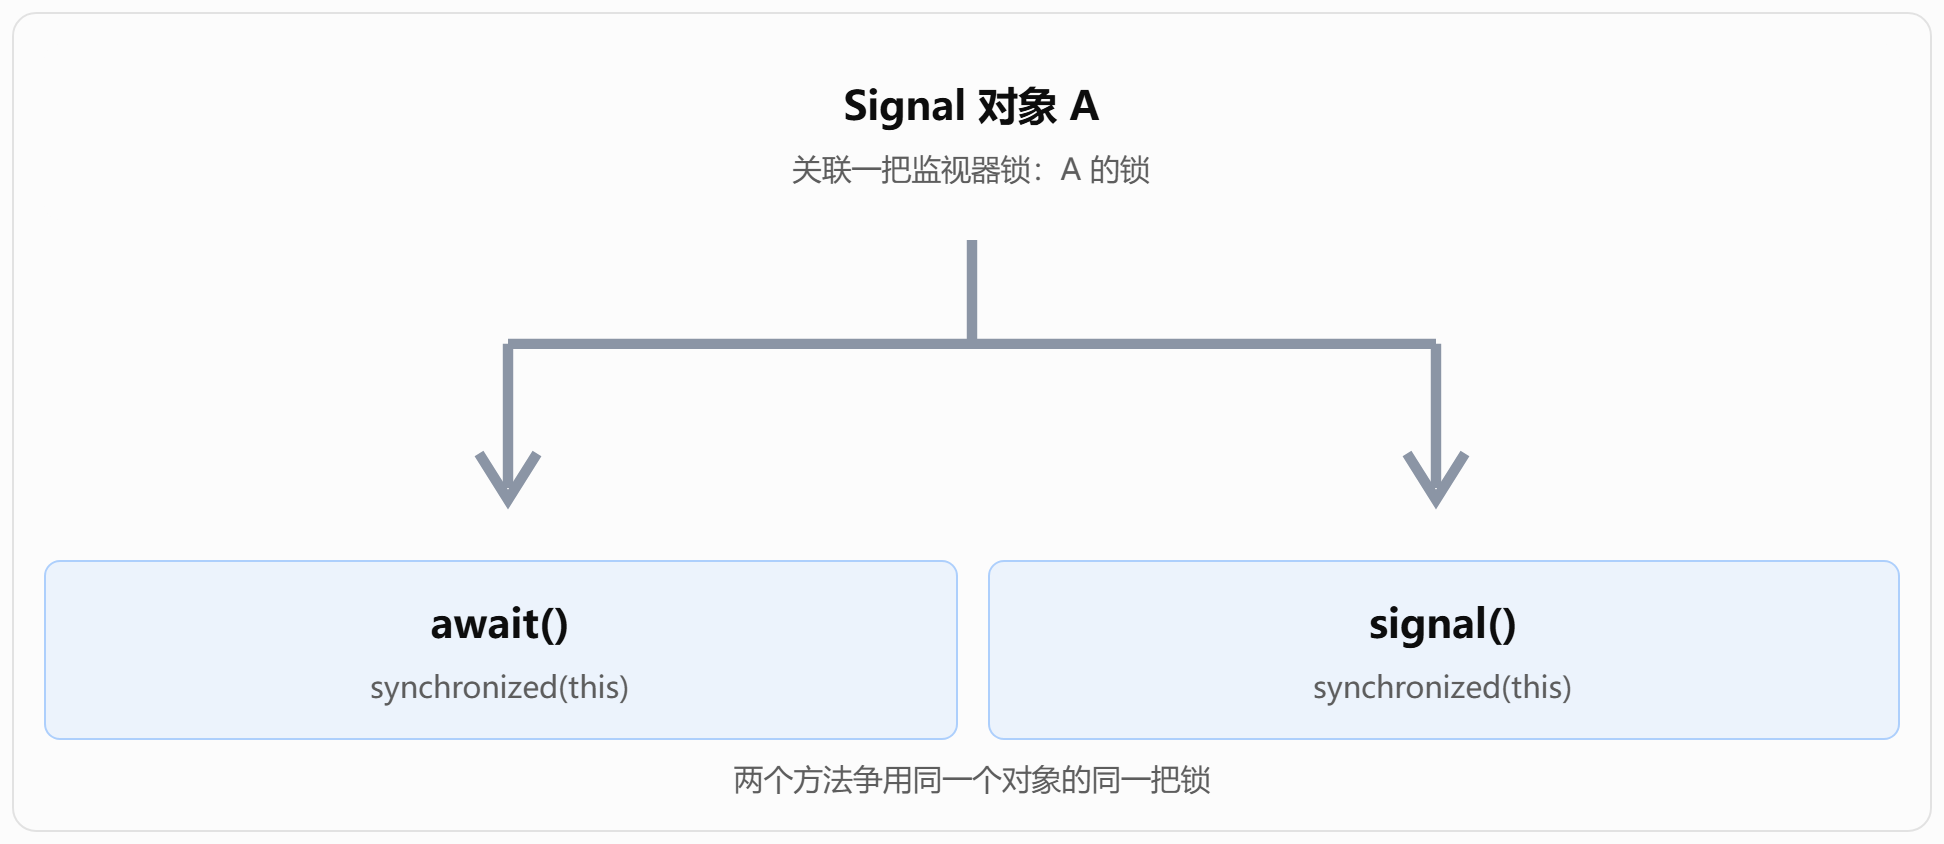 Signal 对象 A
关联一把监视器锁：A 的锁
await()
synchronized(this)
signal()
synchronized(this)
两个方法争用同一个对象的同一把锁